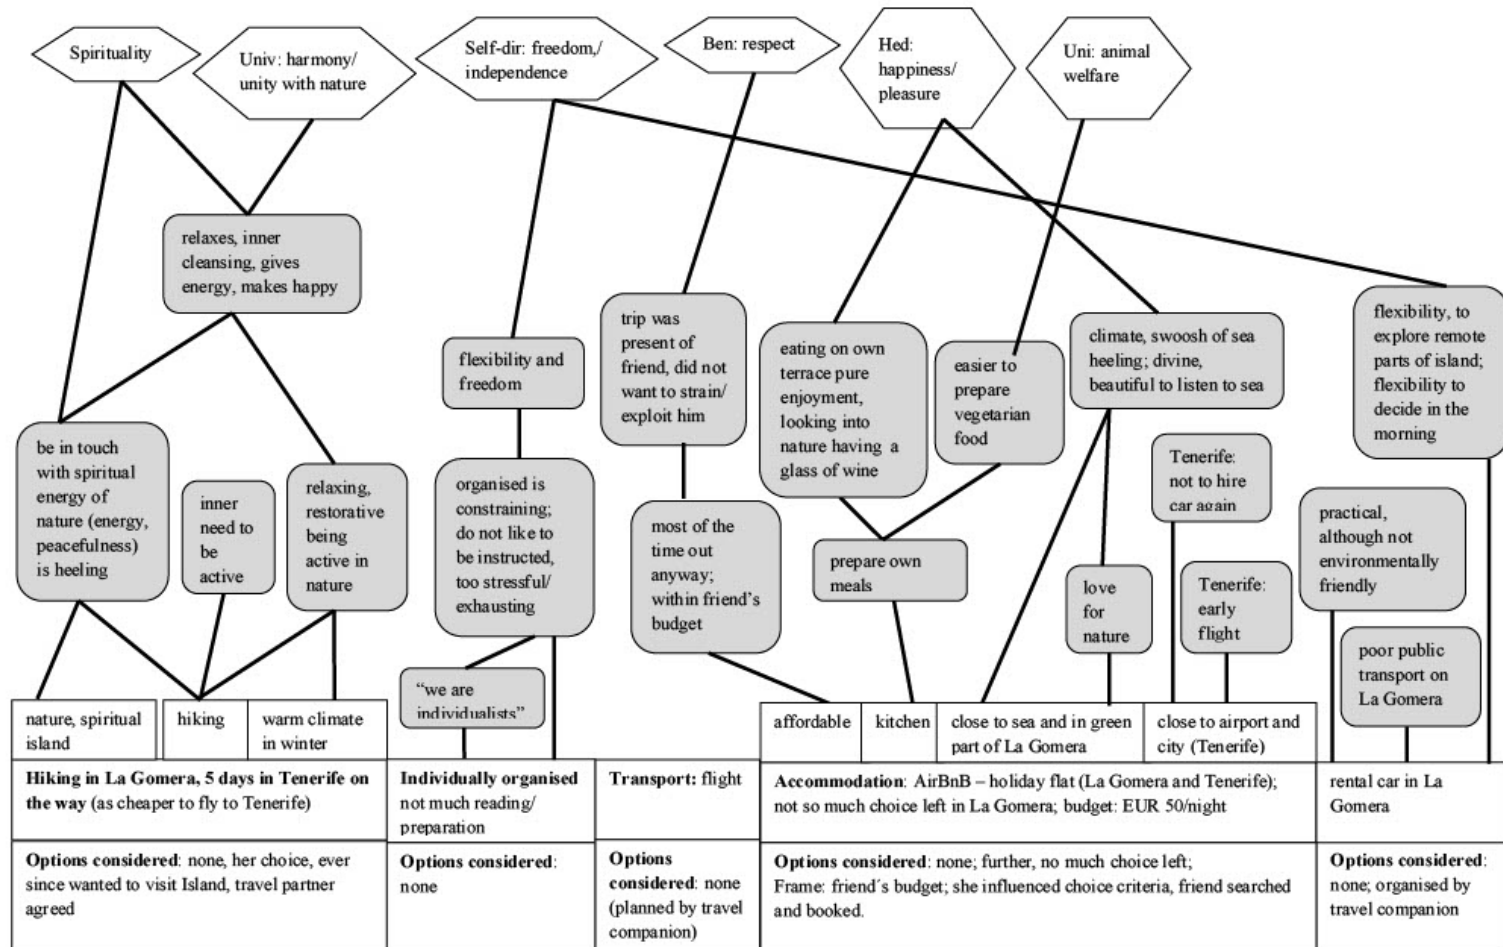 Spirituality
Univ: harmony/
unity with nature
Self-dir: freedom,/
independence
Ben: respect
Hed:
happiness/
pleasure
Uni: animal
welfare
relaxes, inner
cleansing, gives
energy, makes happy
flexibility and
freedom
trip was
present of
friend, did not
want to strain/
exploit him
eating on own
terrace pure
enjoyment,
looking into
nature having a
glass of wine
easier to
prepare
vegetarian
food
climate, swoosh of sea
heeling; divine,
beautiful to listen to sea
flexibility, to
explore remote
parts of island;
flexibility to
decide in the
morning
be in touch
with spiritual
energy of
nature (energy,
peacefulness)
is heeling
inner
need to
be
active
relaxing,
restorative
being
active in
nature
organised is
constraining;
do not like to
be instructed,
too stressful/
exhausting
most of the
time out
anyway;
within friend's
budget
prepare own
meals
love
for
nature
Tenerife:
not to hire
car again
Tenerife:
early
flight
practical,
although not
environmentally
friendly
poor public
transport on
La Gomera
"we are
individualists"
nature, spiritual
island
hiking
warm climate
in winter
affordable
kitchen
close to sea and in green
part of La Gomera
close to airport and
city (Tenerife)
Hiking in La Gomera, 5 days in Tenerife on
the way (as cheaper to fly to Tenerife)
Individually organised
not much reading/
preparation
Transport: flight
Accommodation: AirBnB – holiday flat (La Gomera and Tenerife);
not so much choice left in La Gomera; budget: EUR 50/night
rental car in La
Gomera
Options considered: none, her choice, ever
since wanted to visit Island, travel partner
agreed
Options considered:
none
Options
considered: none
(planned by travel
companion)
Options considered: none; further, no much choice left;
Frame: friend´s budget; she influenced choice criteria, friend searched
and booked.
Options considered:
none; organised by
travel companion